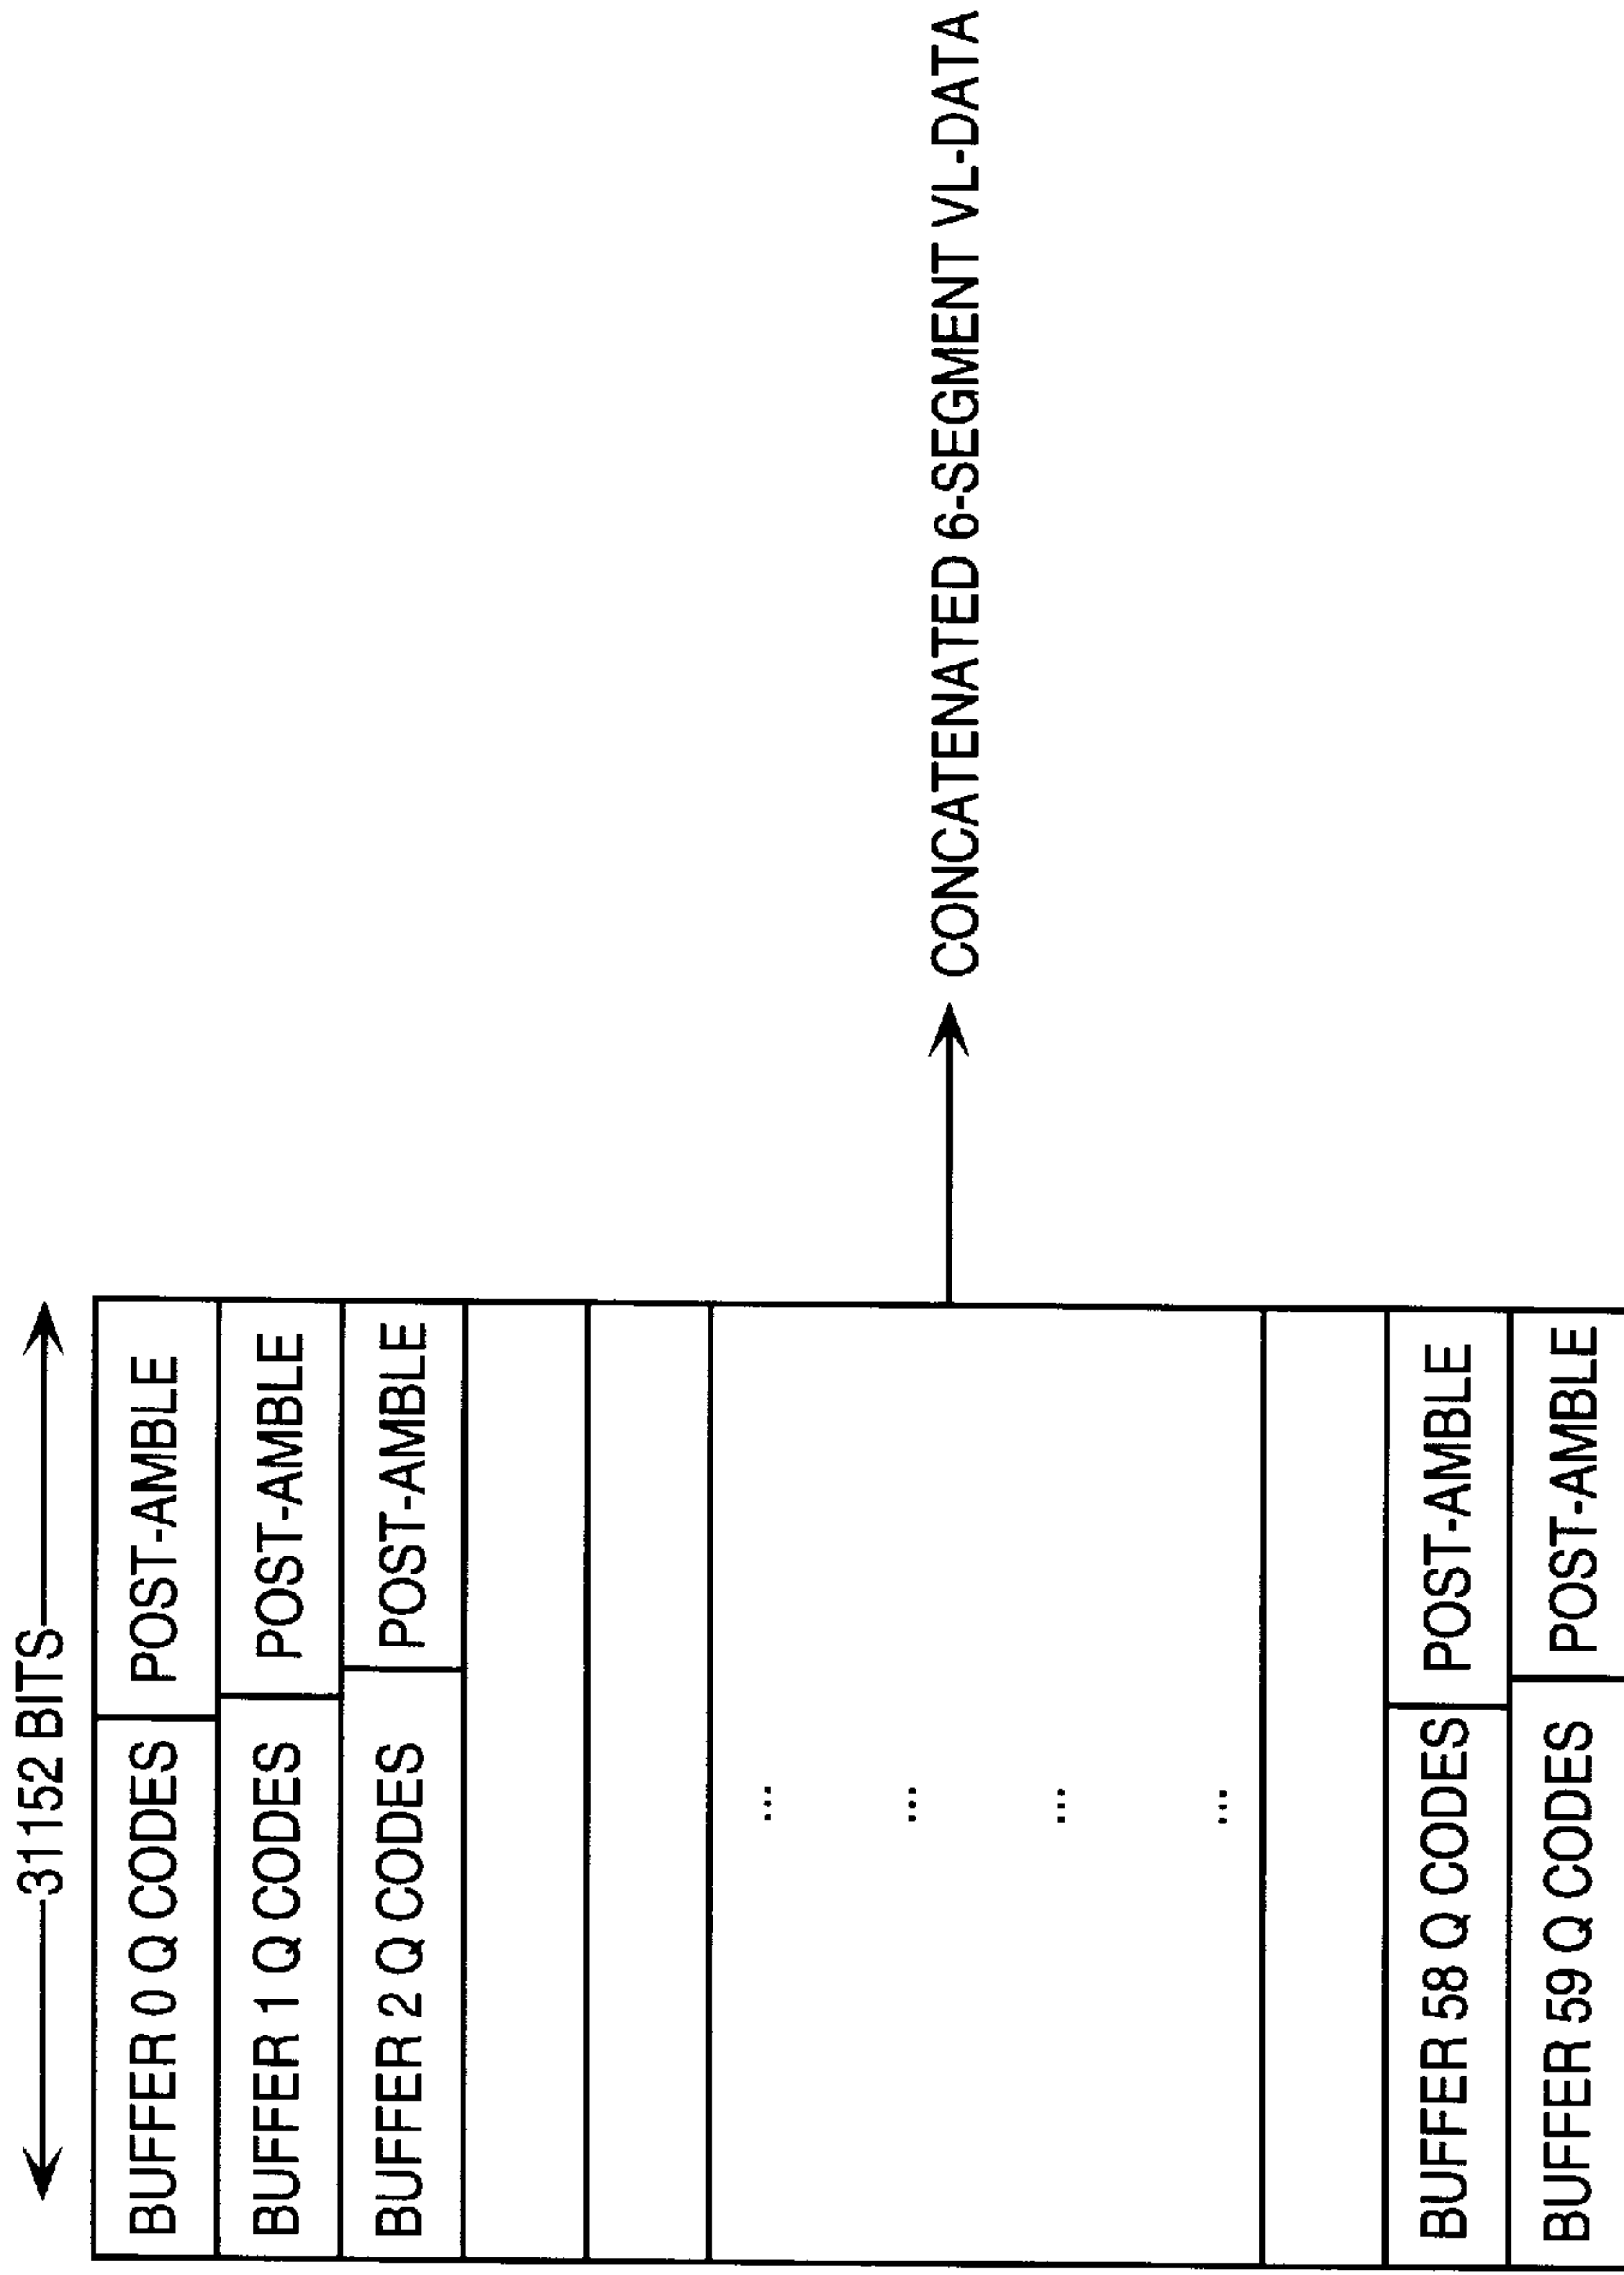 31152 BITS
BUFFER 0 Q CODES POST-AMBLE
BUFFER 1 Q CODES POST-AMBLE
BUFFER 2 Q CODES POST-AMBLE
...
...
...
...
BUFFER 58 Q CODES POST-AMBLE
BUFFER 59 Q CODES POST-AMBLE
CONCATENATED 6-SEGMENT VL-DATA